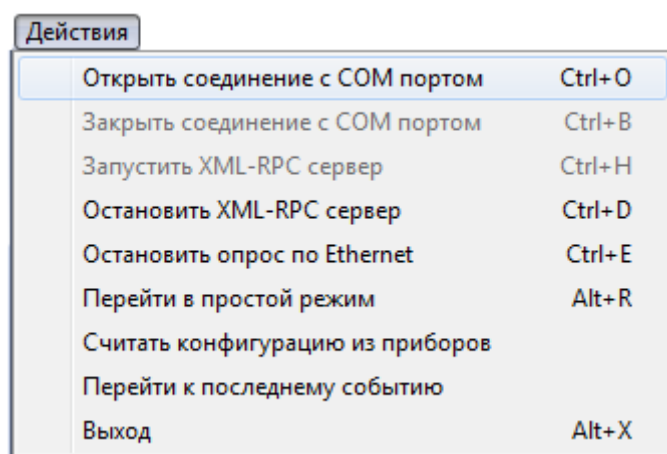 Действия
Открыть соединение с COM портом Ctrl+O
Закрыть соединение с COM портом Ctrl+B
Запустить XML-RPC сервер Ctrl+H
Остановить XML-RPC сервер Ctrl+D
Остановить опрос по Ethernet Ctrl+E
Перейти в простой режим Alt+R
Считать конфигурацию из приборов
Перейти к последнему событию
Выход Alt+X